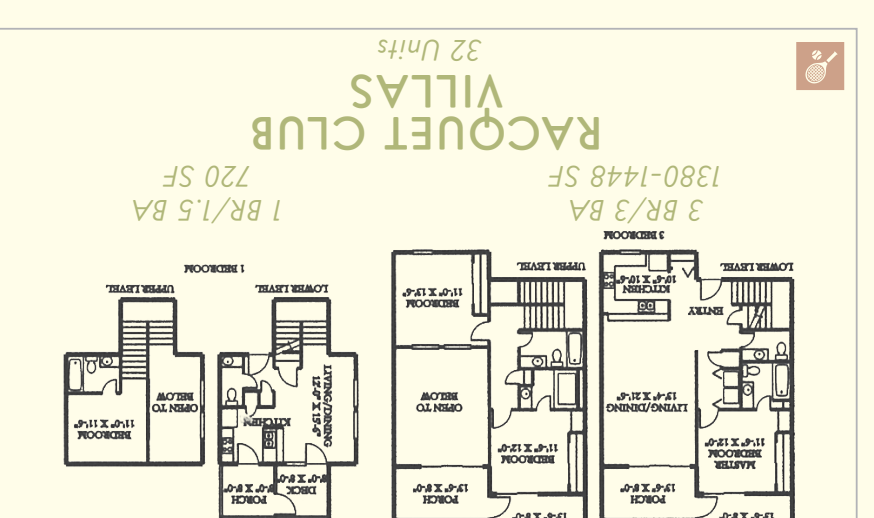 PORCH
13'-6" X 8'-0"
MASTER
BEDROOM
11'-6" X 12'-0"
LIVING/DINING
13'-4" X 21'-6"
ENTRY
KITCHEN
10'-6" X 10'-6"
LOWER LEVEL
PORCH
13'-6" X 8'-0"
BEDROOM
11'-6" X 12'-0"
OPEN TO
BELOW
BEDROOM
11'-0" X 13'-6"
UPPER LEVEL
3 BEDROOM
DECK
8'-0" X 8'-0"
PORCH
8'-0" X 8'-0"
KITCHEN
LIVING/DINING
12'-0" X 15'-6"
LOWER LEVEL
BEDROOM
11'-0" X 11'-6"
OPEN TO
BELOW
UPPER LEVEL
1 BEDROOM
3 BR/3 BA
1380-1448 SF
1 BR/1.5 BA
720 SF
RACQUET CLUB
VILLAS
32 Units